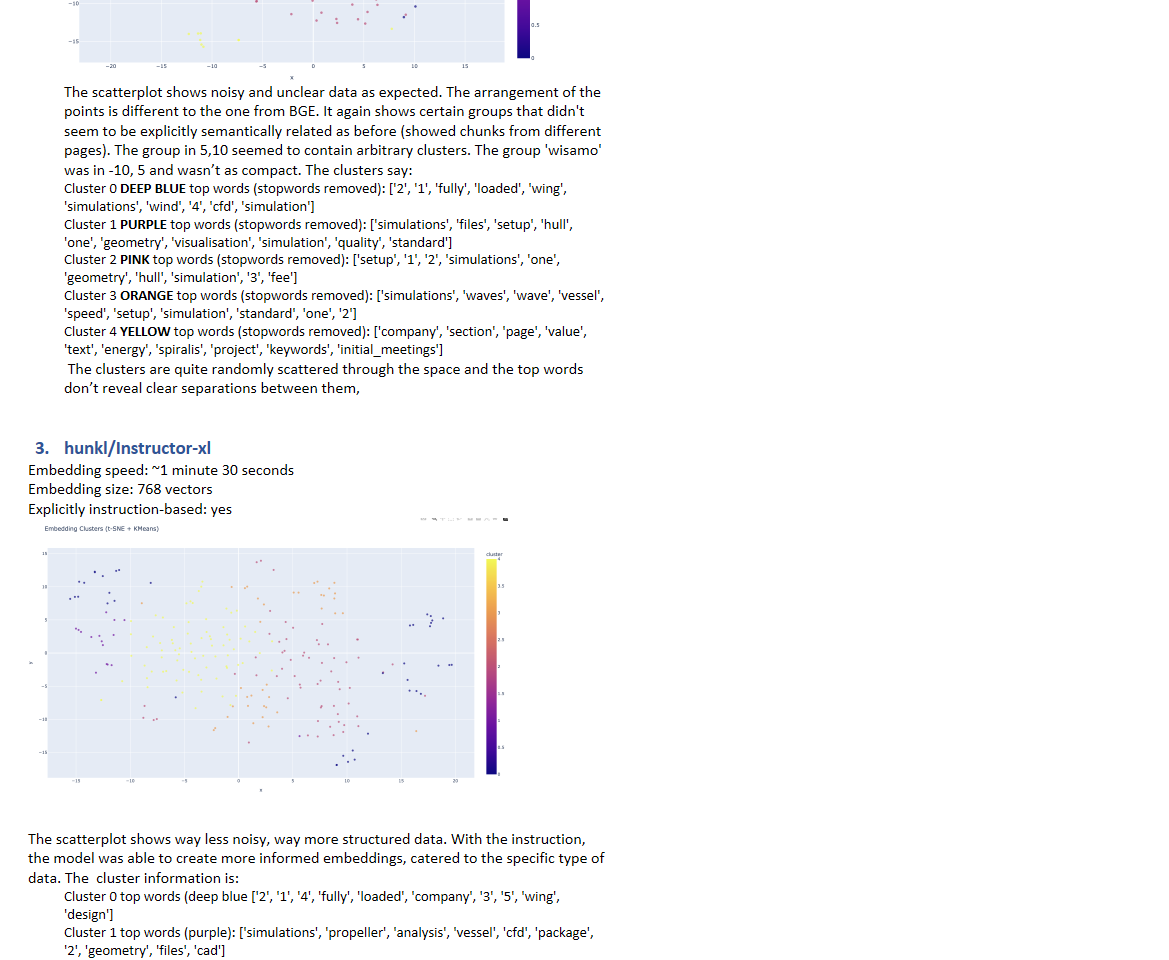 -10
0.5
-15
0
-20
-15
-10
-5
0
5
10
15
x
The scatterplot shows noisy and unclear data as expected. The arrangement of the
points is different to the one from BGE. It again shows certain groups that didn't
seem to be explicitly semantically related as before (showed chunks from different
pages). The group in 5,10 seemed to contain arbitrary clusters. The group 'wisamo'
was in -10, 5 and wasn’t as compact. The clusters say:
Cluster 0 DEEP BLUE top words (stopwords removed): ['2', '1', 'fully', 'loaded', 'wing',
'simulations', 'wind', '4', 'cfd', 'simulation']
Cluster 1 PURPLE top words (stopwords removed): ['simulations', 'files', 'setup', 'hull',
'one', 'geometry', 'visualisation', 'simulation', 'quality', 'standard']
Cluster 2 PINK top words (stopwords removed): ['setup', '1', '2', 'simulations', 'one',
'geometry', 'hull', 'simulation', '3', 'fee']
Cluster 3 ORANGE top words (stopwords removed): ['simulations', 'waves', 'wave', 'vessel',
'speed', 'setup', 'simulation', 'standard', 'one', '2']
Cluster 4 YELLOW top words (stopwords removed): ['company', 'section', 'page', 'value',
'text', 'energy', 'spiralis', 'project', 'keywords', 'initial_meetings']
The clusters are quite randomly scattered through the space and the top words
don’t reveal clear separations between them,
3. hunkl/Instructor-xl
Embedding speed: ~1 minute 30 seconds
Embedding size: 768 vectors
Explicitly instruction-based: yes
Embedding Clusters (t-SNE + KMeans)
cluster
15
4
10
3.5
5
3
0
2.5
y
2
-5
1.5
-10
1
-15
0.5
0
-15
-10
-5
0
5
10
15
20
x
The scatterplot shows way less noisy, way more structured data. With the instruction,
the model was able to create more informed embeddings, catered to the specific type of
data. The  cluster information is:
Cluster 0 top words (deep blue ['2', '1', '4', 'fully', 'loaded', 'company', '3', '5', 'wing',
'design']
Cluster 1 top words (purple): ['simulations', 'propeller', 'analysis', 'vessel', 'cfd', 'package',
'2', 'geometry', 'files', 'cad']